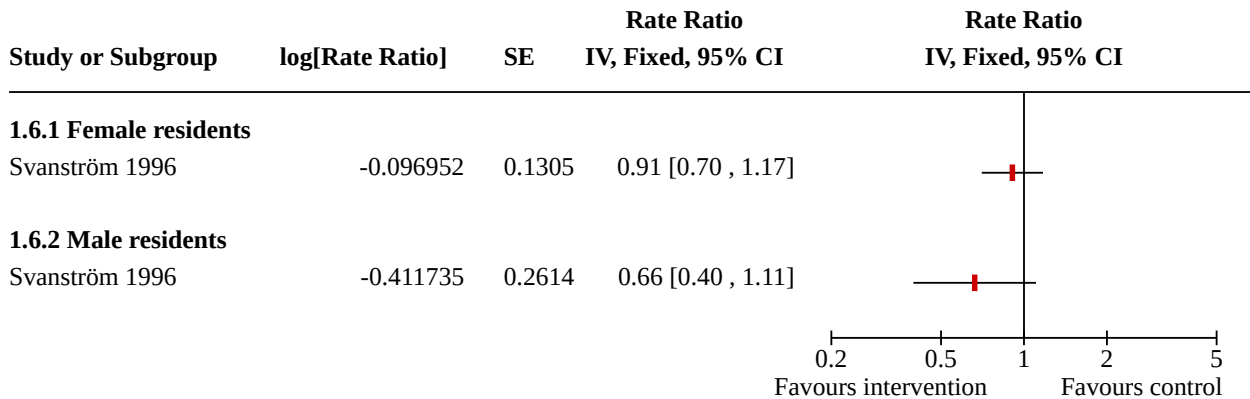 Rate Ratio Rate Ratio
Study or Subgroup log[Rate Ratio] SE IV, Fixed, 95% CI IV, Fixed, 95% CI
1.6.1 Female residents
Svanström 1996 -0.096952 0.1305 0.91 [0.70 , 1.17]
1.6.2 Male residents
Svanström 1996 -0.411735 0.2614 0.66 [0.40 , 1.11]
0.2 0.5 1 2 5
Favours intervention Favours control